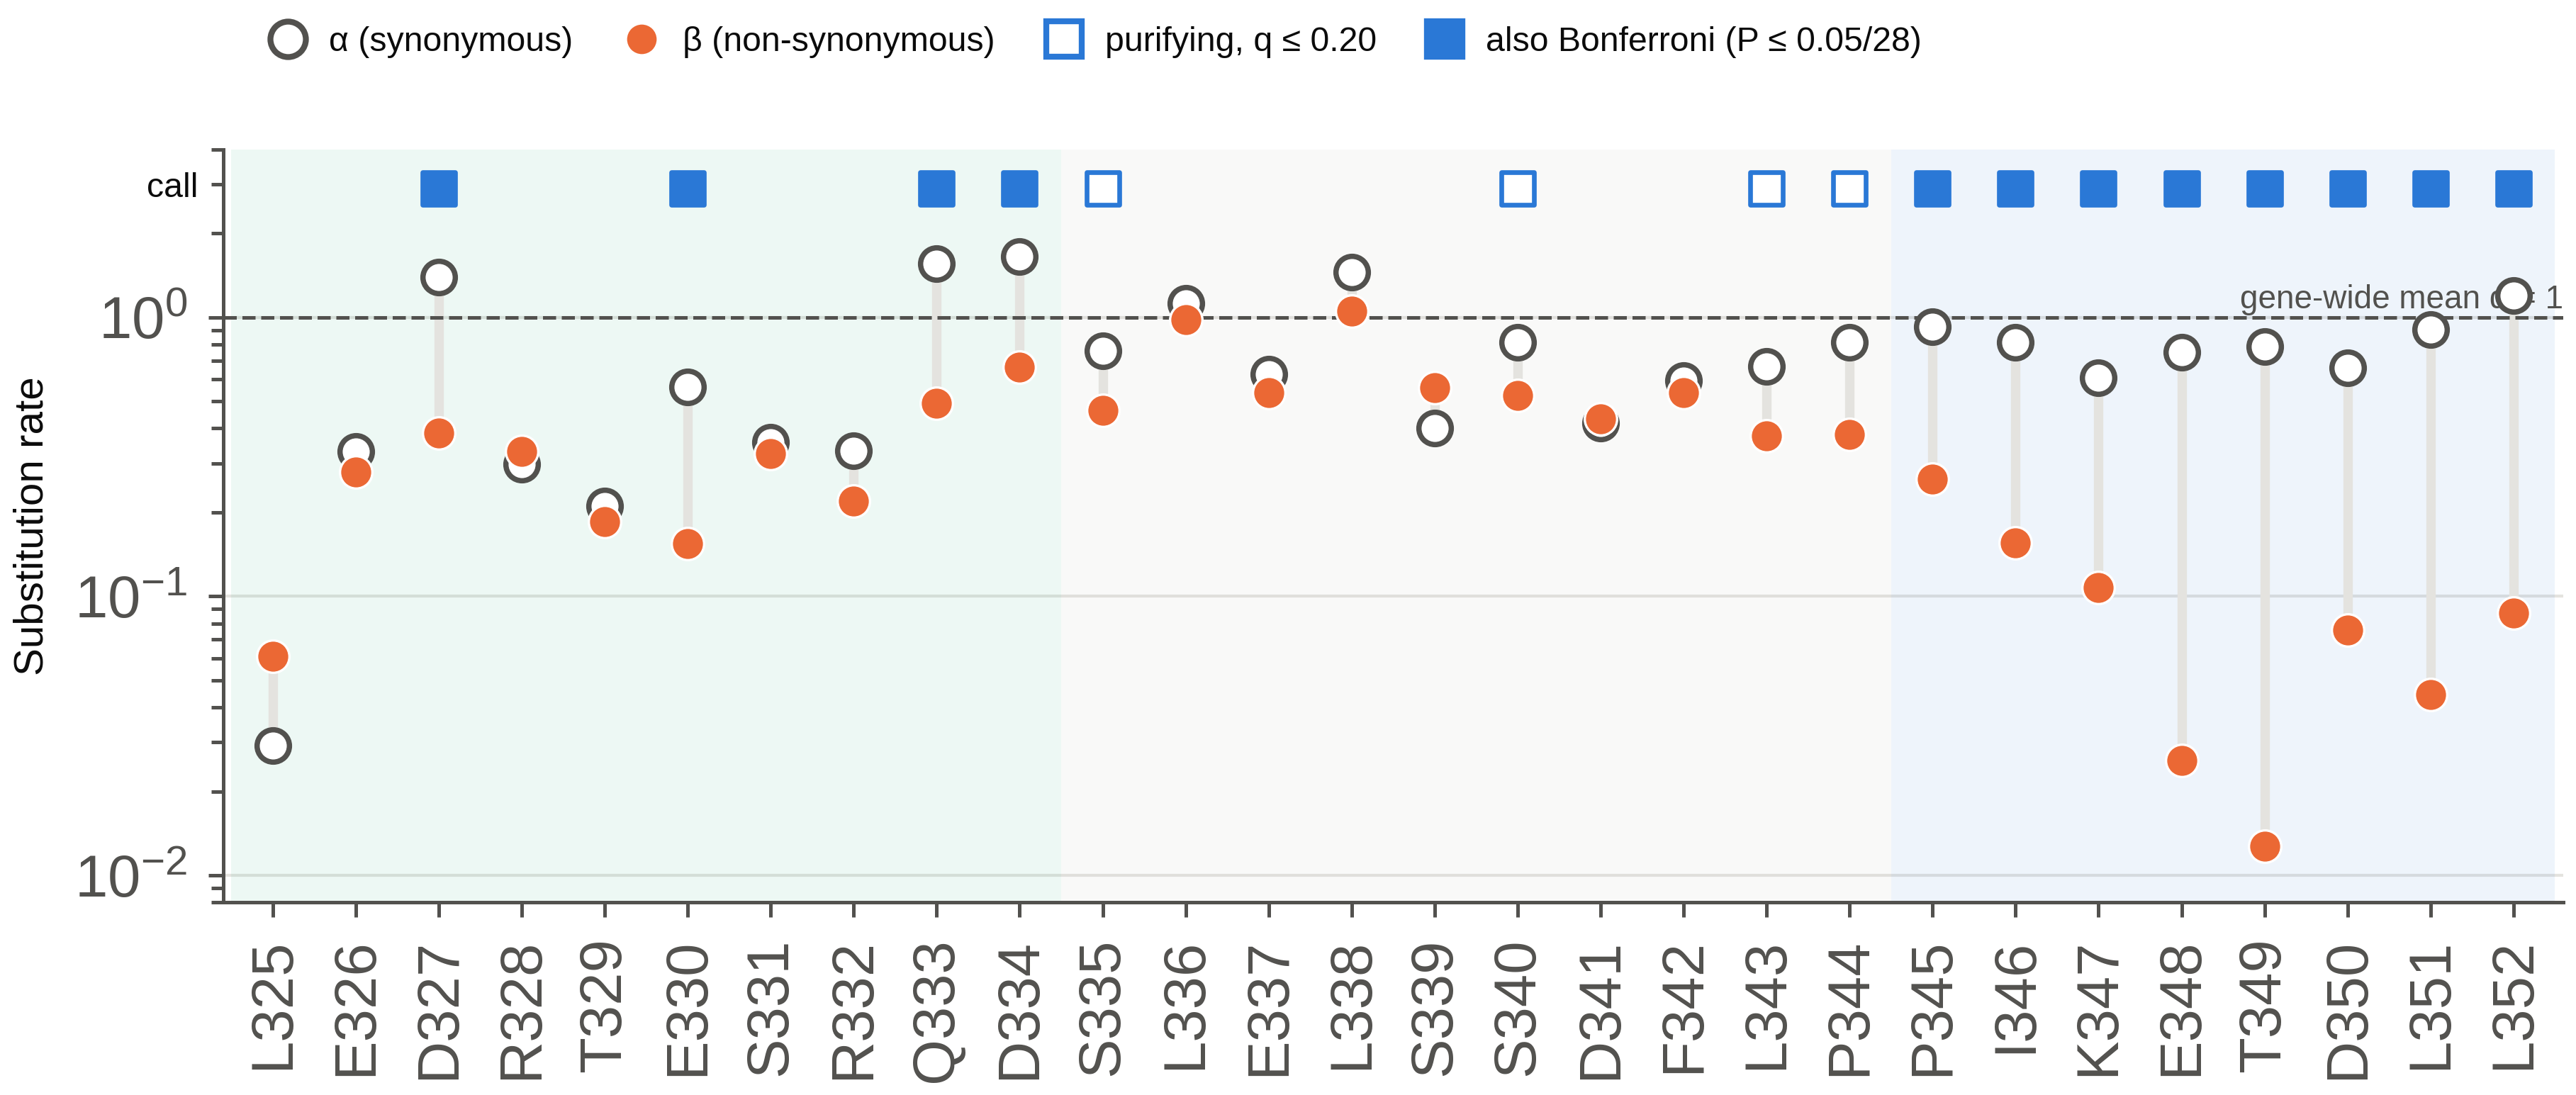 α (synonymous)
β (non-synonymous)
purifying, q ≤ 0.20
also Bonferroni (P ≤ 0.05/28)
call
gene-wide mean = 1
10⁰
10⁻¹
10⁻²
Substitution rate
L325
E326
D327
R328
T329
E330
S331
R332
Q333
D334
S335
L336
E337
L338
S339
S340
D341
F342
L343
P344
P345
I346
K347
E348
T349
D350
L351
L352